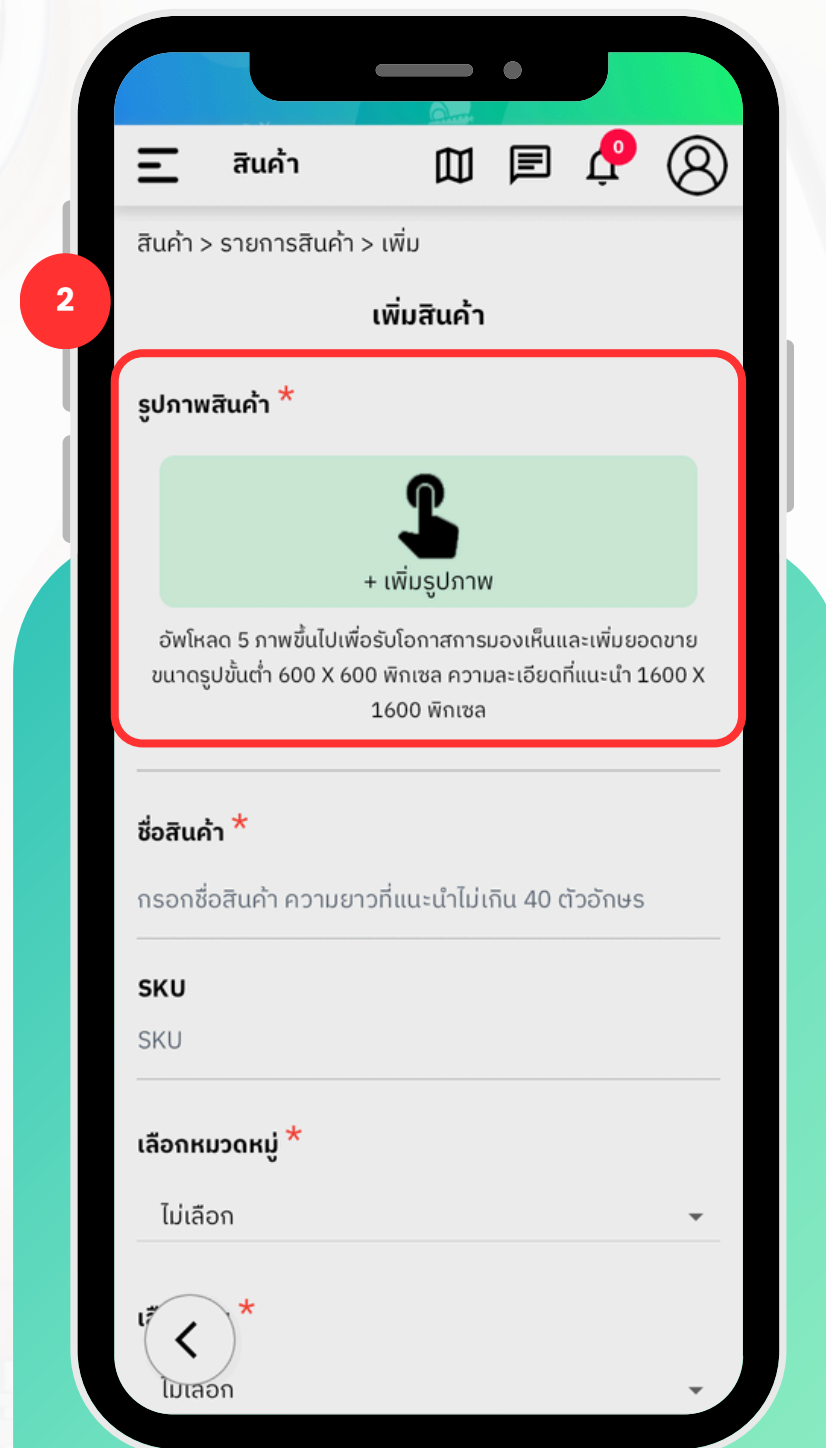 สินค้า
0
สินค้า > รายการสินค้า > เพิ่ม
2
เพิ่มสินค้า
รูปภาพสินค้า *
+ เพิ่มรูปภาพ
อัพโหลด 5 ภาพขึ้นไปเพื่อรับโอกาสการมองเห็นและเพิ่มยอดขาย
ขนาดรูปขั้นต่ำ 600 X 600 พิกเซล ความละเอียดที่แนะนำ 1600 X
1600 พิกเซล
ชื่อสินค้า *
กรอกชื่อสินค้า ความยาวที่แนะนำไม่เกิน 40 ตัวอักษร
SKU
SKU
เลือกหมวดหมู่ *
ไม่เลือก
*
ไม่เลือก